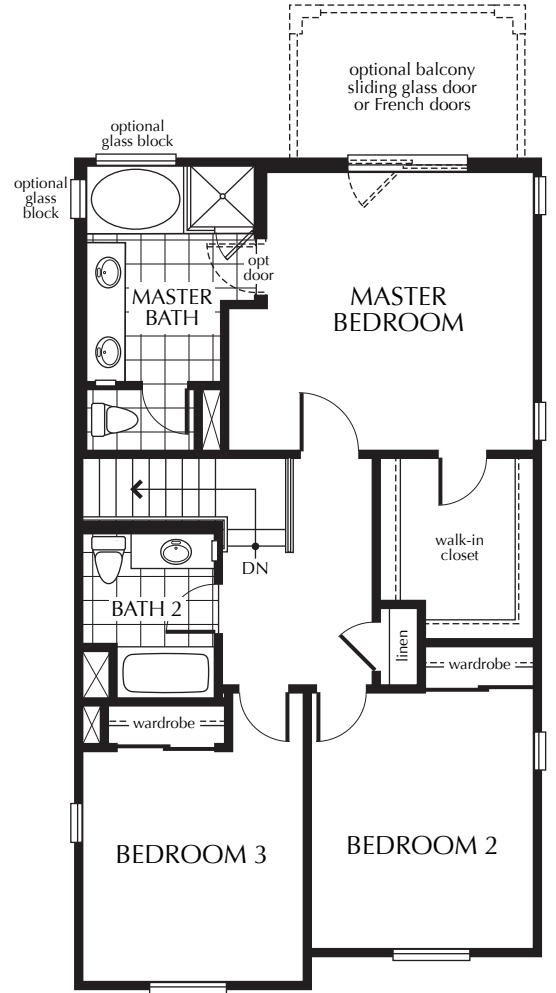 optional balcony
sliding glass door
or French doors
optional
glass block
optional
glass
block
opt
door
MASTER
BATH
MASTER
BEDROOM
walk-in
closet
DN
BATH 2
linen
wardrobe
wardrobe
BEDROOM 3
BEDROOM 2